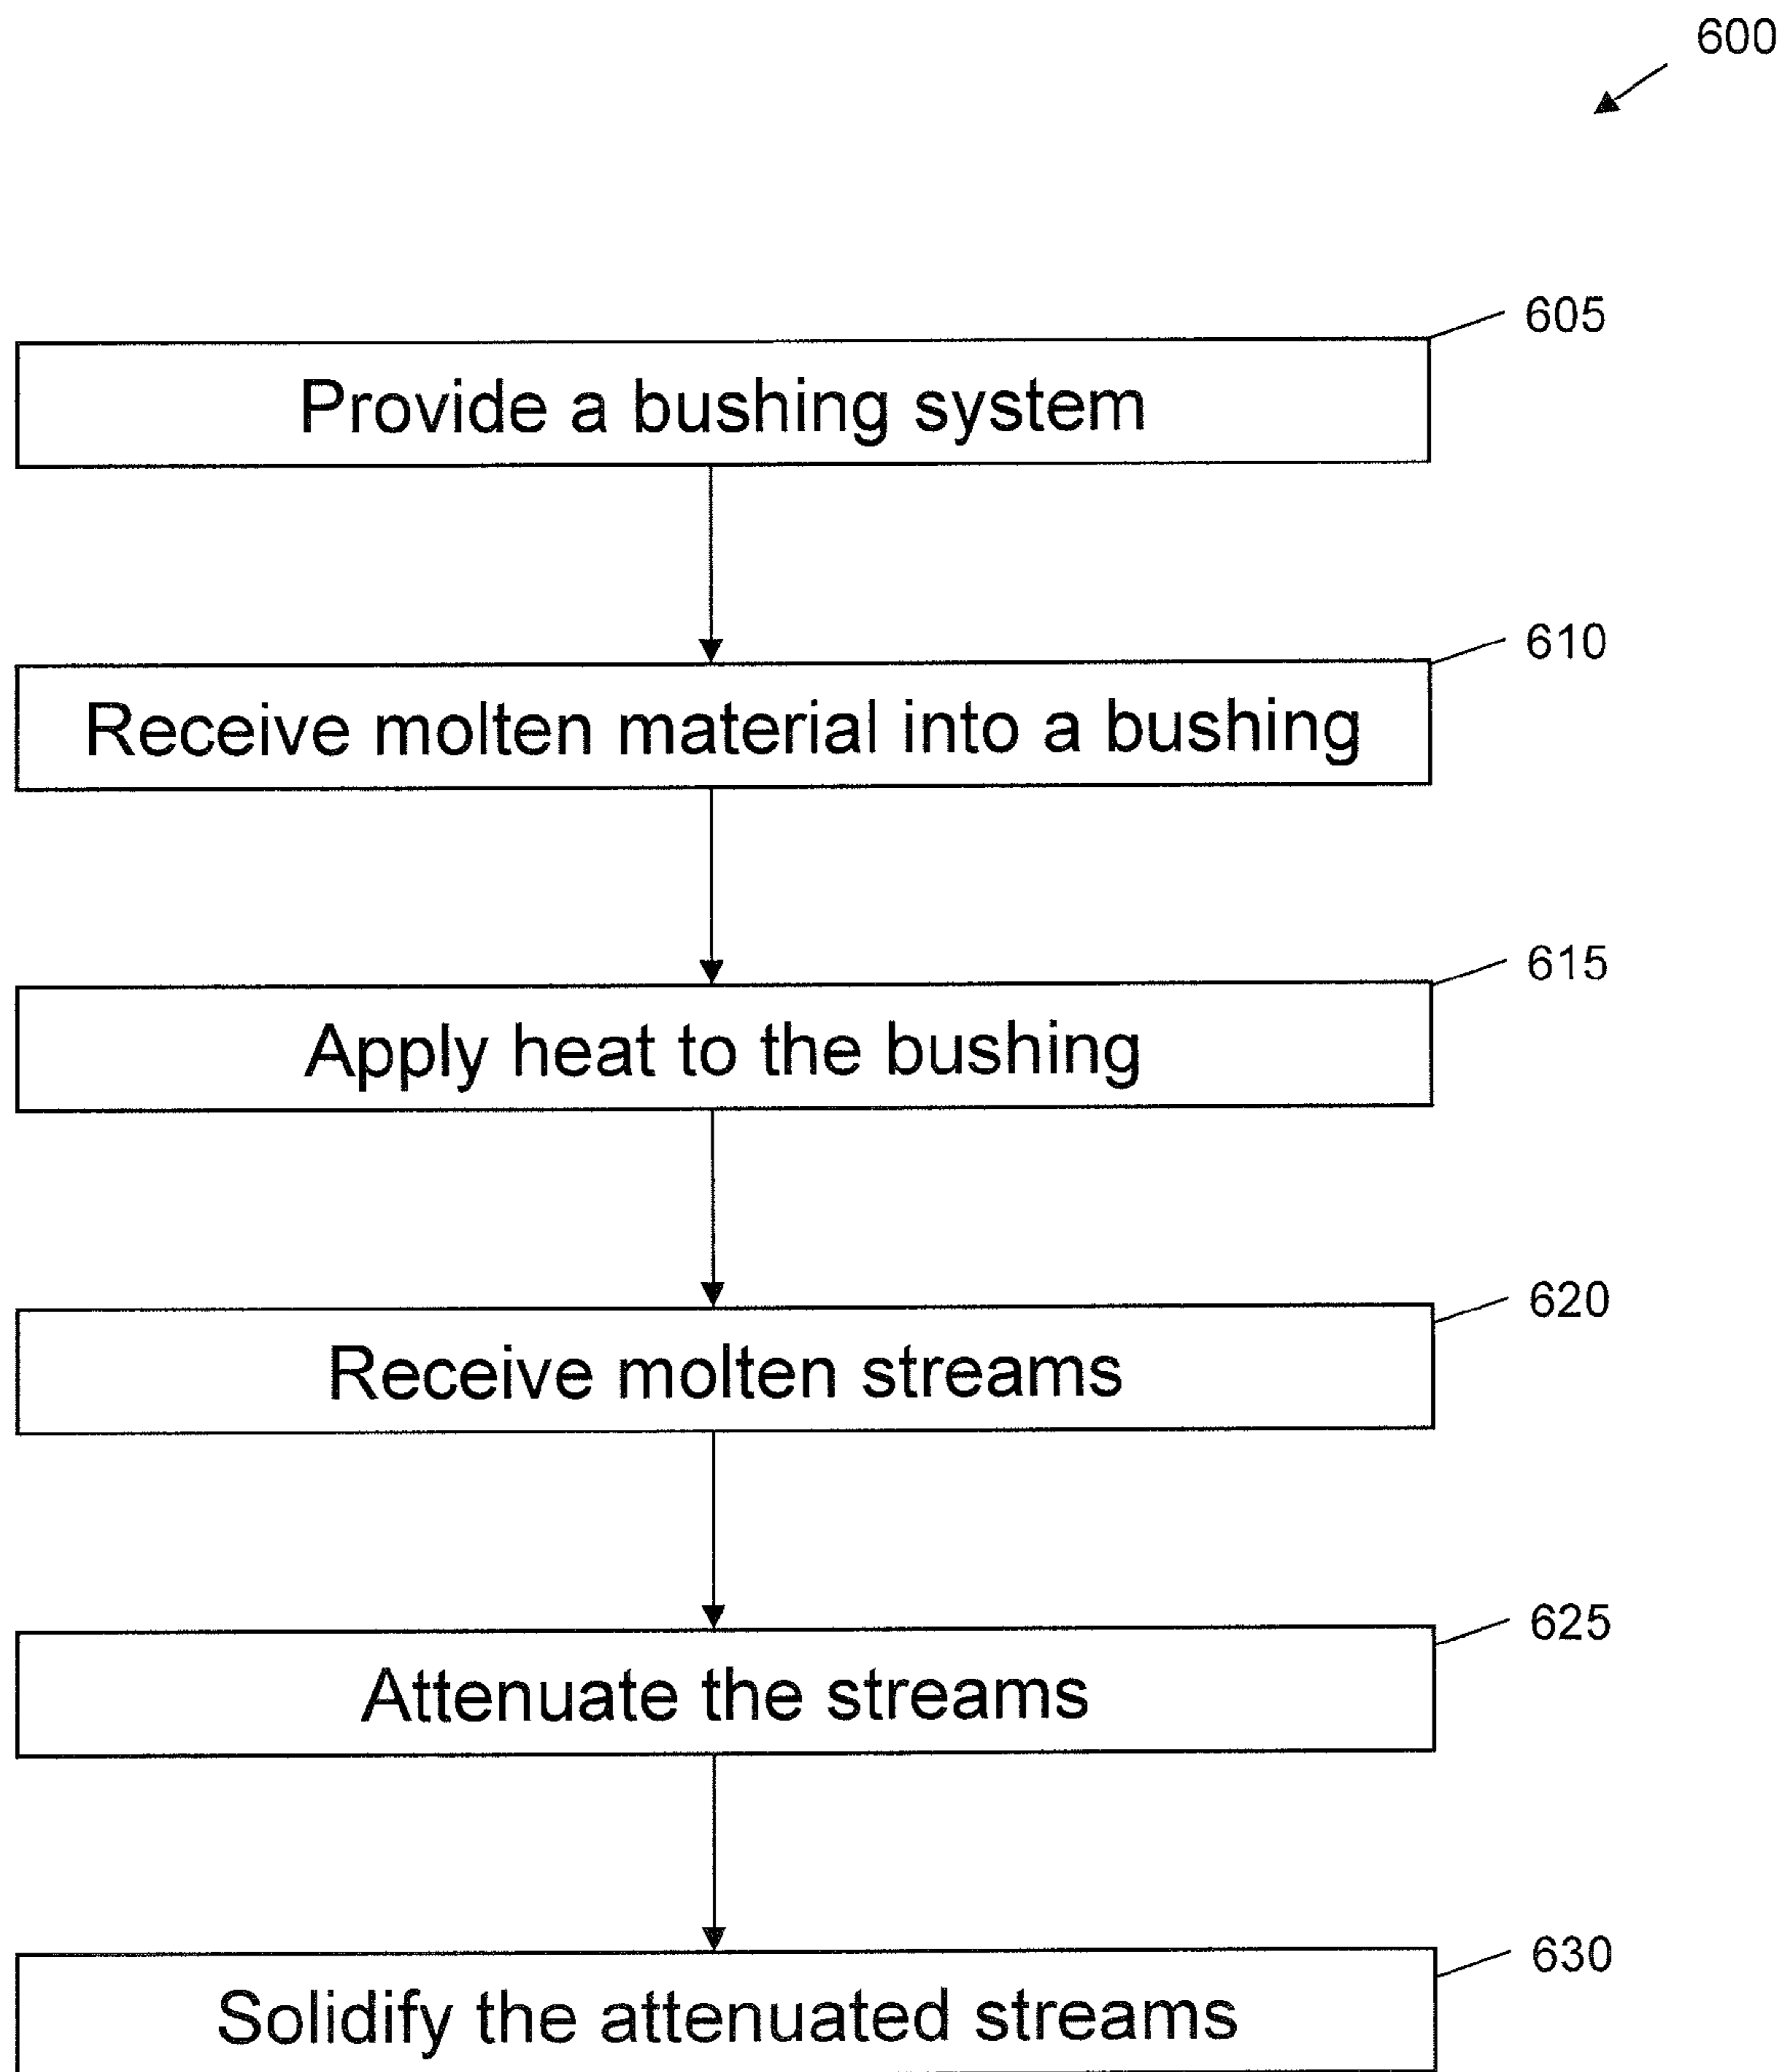 600
605
Provide a bushing system
610
Receive molten material into a bushing
615
Apply heat to the bushing
620
Receive molten streams
625
Attenuate the streams
630
Solidify the attenuated streams